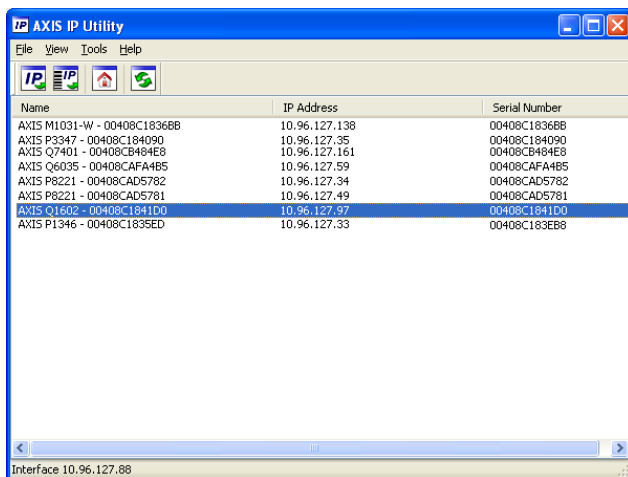 IP AXIS IP Utility
File View Tools Help
IP IP
Name IP Address Serial Number
AXIS M1031-W - 00408C1836BB 10.96.127.138 00408C1836BB
AXIS P3347 - 00408C184090 10.96.127.35 00408C184090
AXIS Q7401 - 00408CB484E8 10.96.127.161 00408CB484E8
AXIS Q6035 - 00408CAFA4B5 10.96.127.59 00408CAFA4B5
AXIS P8221 - 00408CAD5782 10.96.127.34 00408CAD5782
AXIS P8221 - 00408CAD5781 10.96.127.49 00408CAD5781
AXIS Q1602 - 00408C1841D0 10.96.127.97 00408C1841D0
AXIS P1346 - 00408C1835ED 10.96.127.33 00408C183EB8
Interface 10.96.127.88